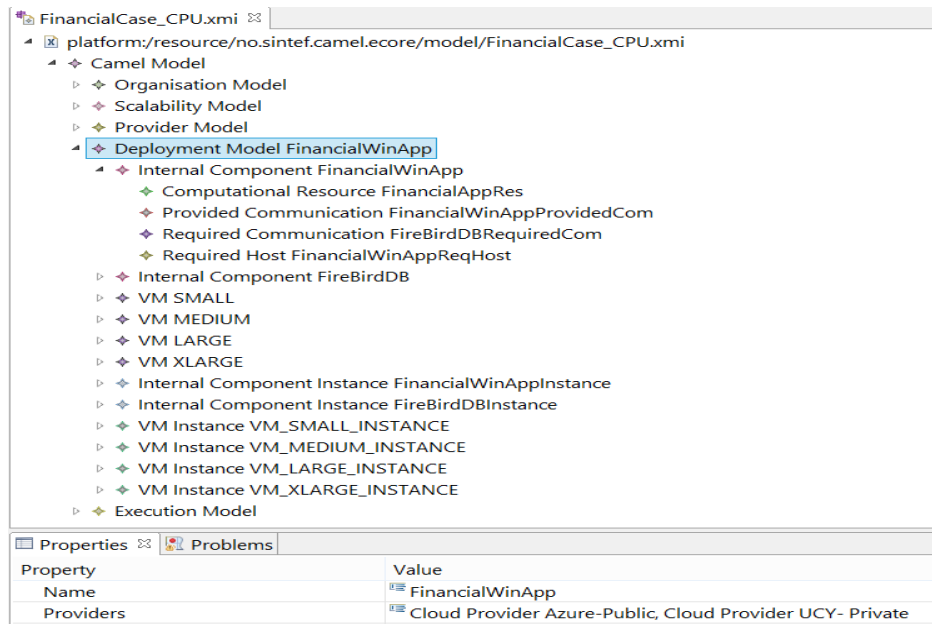 FinancialCase_CPU.xmi
platform:/resource/no.sintef.camel.ecore/model/FinancialCase_CPU.xmi
Camel Model
Organisation Model
Scalability Model
Provider Model
Deployment Model FinancialWinApp
Internal Component FinancialWinApp
Computational Resource FinancialAppRes
Provided Communication FinancialWinAppProvidedCom
Required Communication FireBirdDBRequiredCom
Required Host FinancialWinAppReqHost
Internal Component FireBirdDB
VM SMALL
VM MEDIUM
VM LARGE
VM XLARGE
Internal Component Instance FinancialWinAppInstance
Internal Component Instance FireBirdDBInstance
VM Instance VM_SMALL_INSTANCE
VM Instance VM_MEDIUM_INSTANCE
VM Instance VM_LARGE_INSTANCE
VM Instance VM_XLARGE_INSTANCE
Execution Model
Properties Problems
Property Value
Name FinancialWinApp
Providers Cloud Provider Azure-Public, Cloud Provider UCY- Private